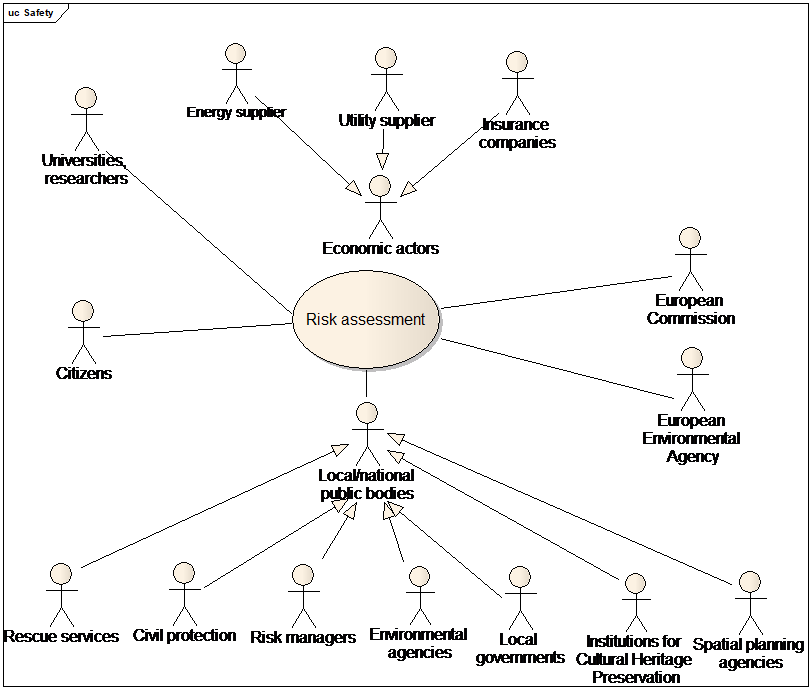 uc Safety
Energy supplier
Utility supplier
Insurance
companies
Universities,
researchers
Economic actors
European
Commission
Risk assessment
Citizens
European
Environmental
Agency
Local/national
public bodies
Rescue services
Civil protection
Risk managers
Environmental
agencies
Local
governments
Institutions for
Cultural Heritage
Preservation
Spatial planning
agencies